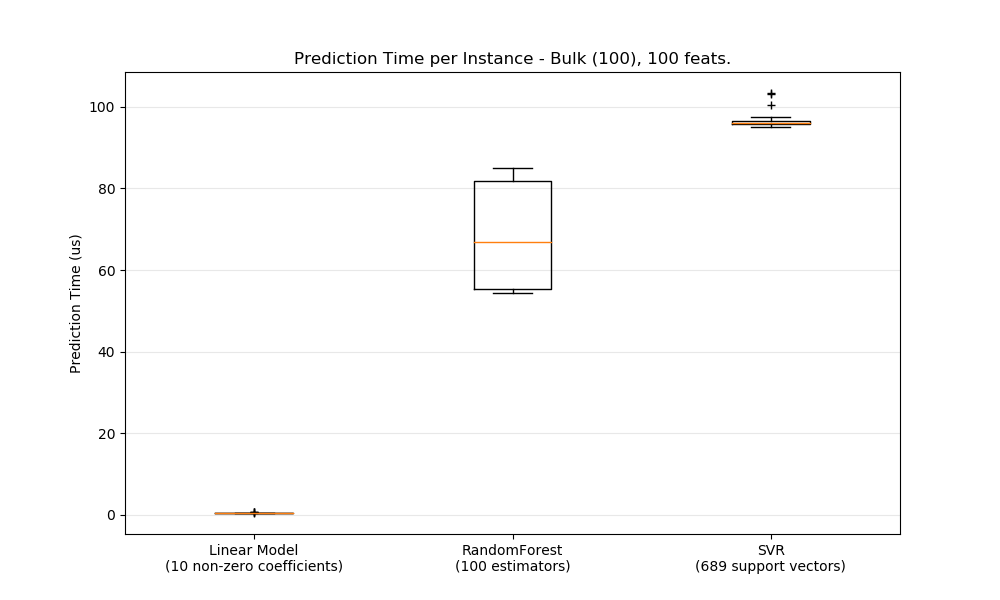 Prediction Time per Instance - Bulk (100), 100 feats.
Prediction Time (us)
100
80
60
40
20
0
Linear Model
(10 non-zero coefficients)
RandomForest
(100 estimators)
SVR
(689 support vectors)